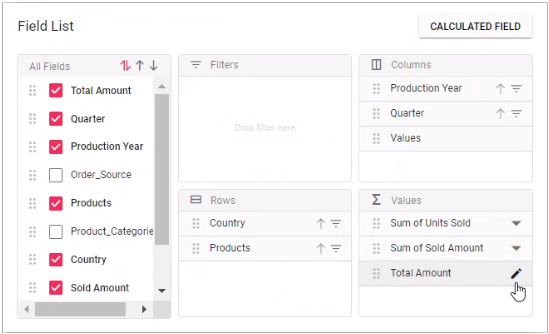 Field List
CALCULATED FIELD
All Fields
Total Amount
Quarter
Production Year
Order_Source
Products
Product_Categorie
Country
Sold Amount
Filters
Drop filter here
Columns
Production Year
Quarter
Values
Rows
Country
Products
Values
Sum of Units Sold
Sum of Sold Amount
Total Amount